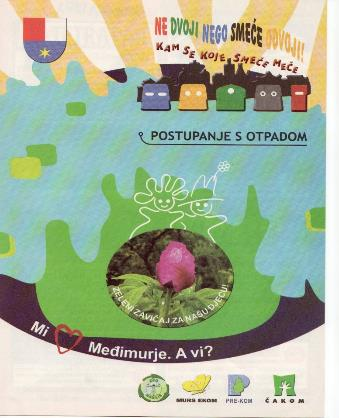 NE DVOJI NEGO SMEĆE ODVOJI!
KAM SE KOJE SMEĆE MEČE
POSTUPANJE S OTPADOM
ZELENI ZAVIČAJ ZA NAŠU DJECU!
Mi Međimurje. A vi?
MURS EKOM
PRE-KOM
ČAKOM